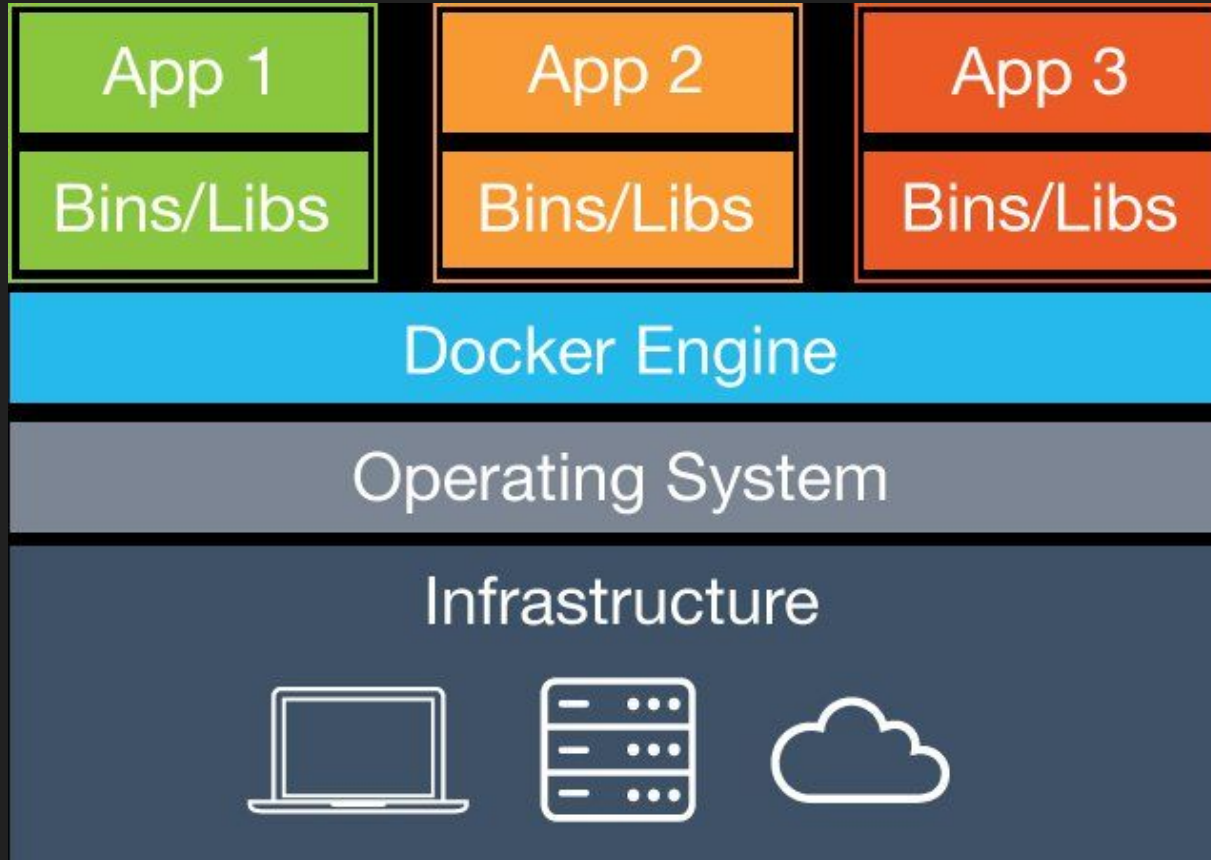 App 1
App 2
App 3
Bins/Libs
Bins/Libs
Bins/Libs
Docker Engine
Operating System
Infrastructure